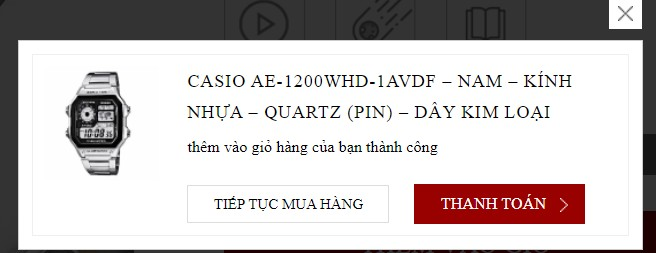 CASIO AE-1200WHD-1AVDF – NAM – KÍNH
NHỰA – QUARTZ (PIN) – DÂY KIM LOẠI
thêm vào giỏ hàng của bạn thành công
TIẾP TỤC MUA HÀNG
THANH TOÁN